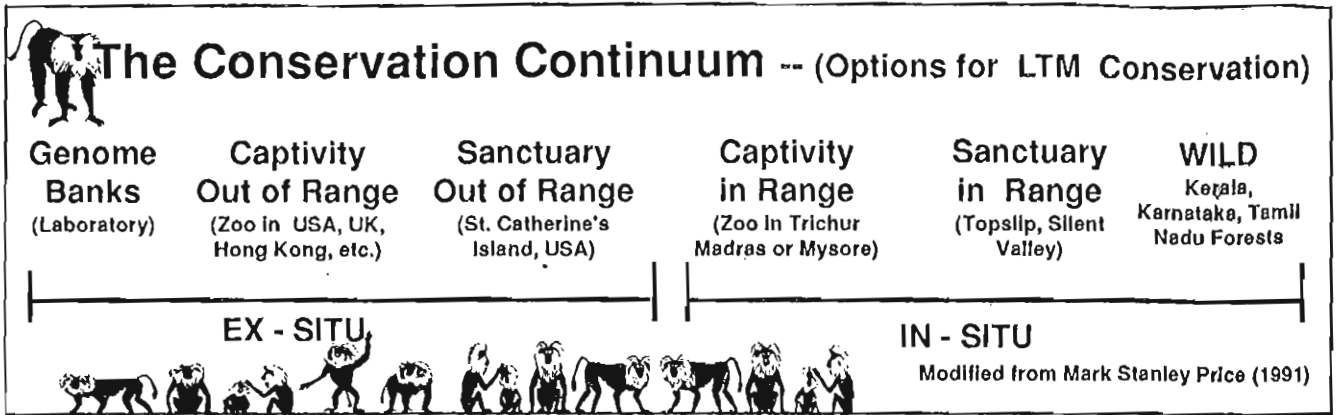 The Conservation Continuum -- (Options for LTM Conservation)
Genome
Banks
(Laboratory)
Captivity
Out of Range
(Zoo in USA, UK,
Hong Kong, etc.)
Sanctuary
Out of Range
(St. Catherine's
Island, USA)
Captivity
in Range
(Zoo in Trichur
Madras or Mysore)
Sanctuary
in Range
(Topslip, Silent
Valley)
WILD
Kerala,
Karnataka, Tamil
Nadu Forests
EX - SITU
IN - SITU
Modified from Mark Stanley Price (1991)